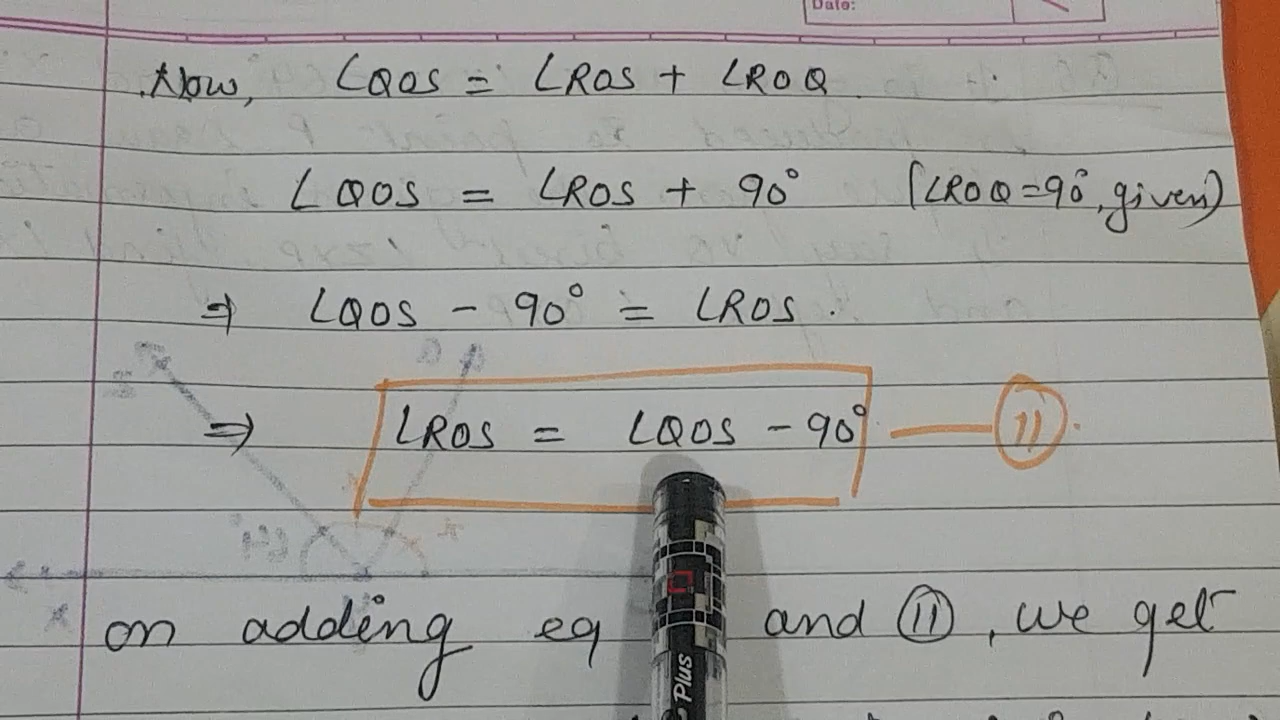 Date:
Now, ∠QOS = ∠ROS + ∠ROQ
∠QOS = ∠ROS + 90° (∠ROQ = 90°, given)
⇒ ∠QOS - 90° = ∠ROS.
⇒ ∠ROS = ∠QOS - 90° — II.
on adding eq and II, we get
Plus